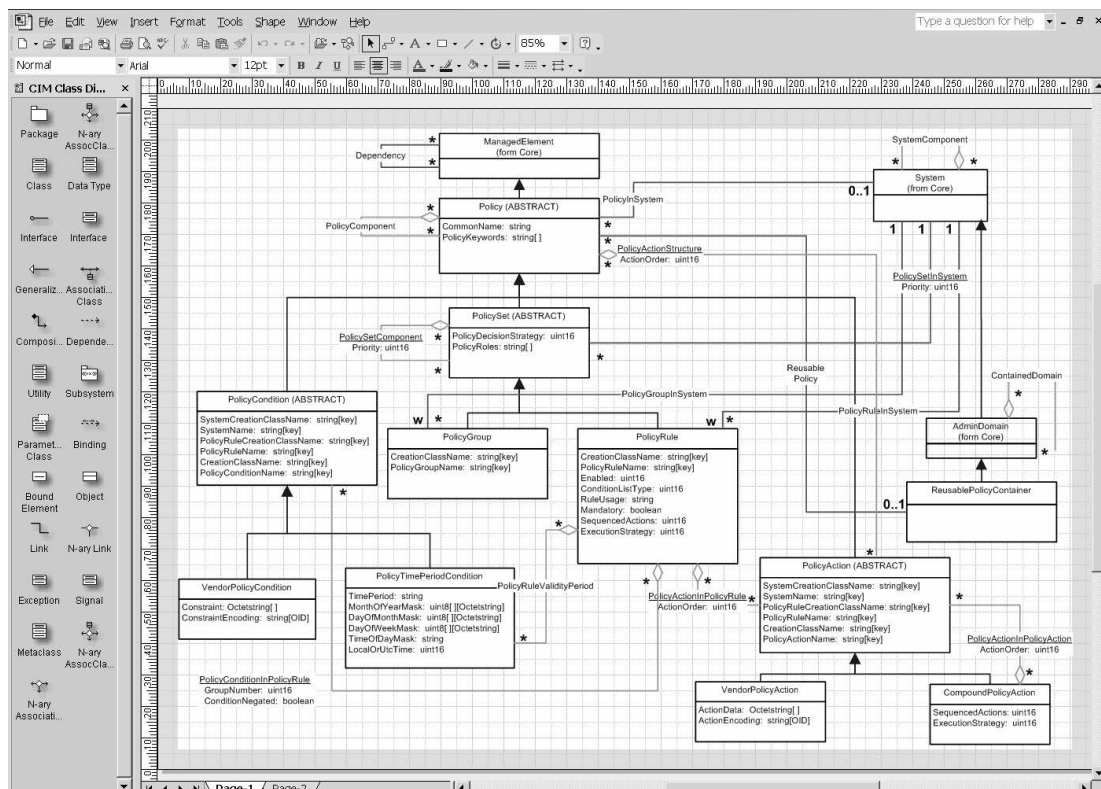 File Edit View Insert Format Tools Shape Window Help
Type a question for help
85%
Normal
Arial
12pt
B I U
CIM Class Di...
Package
N-ary
AssocCla...
Class
Data Type
Interface
Interface
Generaliz...
Associati...
Class
Composi...
Depende...
Utility
Subsystem
Paramet...
Class
Binding
Bound
Element
Object
Link
N-ary Link
Exception
Signal
Metaclass
N-ary
AssocCla...
N-ary
Associati...
ManagedElement
(form Core)
Dependency
*
*
SystemComponent
*
*
System
(from Core)
0..1
PolicyInSystem
Policy (ABSTRACT)
CommonName: string
PolicyKeywords: string[ ]
PolicyComponent
*
*
*
*
*
1
1
1
PolicyActionStructure
ActionOrder: uint16
PolicySetInSystem
Priority: uint16
PolicySet (ABSTRACT)
PolicyDecisionStrategy: uint16
PolicyRoles: string[ ]
PolicySetComponent
Priority: uint16
*
*
*
Reusable
Policy
ContainedDomain
*
*
PolicyGroupInSystem
PolicyRuleInSystem
w
*
w
*
PolicyCondition (ABSTRACT)
SystemCreationClassName: string[key]
SystemName: string[key]
PolicyRuleCreationClassName: string[key]
PolicyRuleName: string[key]
CreationClassName: string[key]
PolicyConditionName: string[key]
*
PolicyGroup
CreationClassName: string[key]
PolicyGroupName: string[key]
PolicyRule
CreationClassName: string[key]
PolicyRuleName: string[key]
Enabled: uint16
ConditionListType: uint16
RuleUsage: string
Mandatory: boolean
SequencedActions: uint16
ExecutionStrategy: uint16
*
*
*
AdminDomain
(form Core)
ReusablePolicyContainer
0..1
VendorPolicyCondition
Constraint: Octetstring[ ]
ConstraintEncoding: string[OID]
PolicyTimePeriodCondition
TimePeriod: string
MonthOfYearMask: uint8[ ][Octetstring]
DayOfMonthMask: uint8[ ][Octetstring]
DayOfWeekMask: uint8[ ][Octetstring]
TimeOfDayMask: string
LocalOrUtcTime: uint16
*
PolicyRuleValidityPeriod
PolicyActionInPolicyRule
ActionOrder: uint16
*
*
PolicyAction (ABSTRACT)
SystemCreationClassName: string[key]
SystemName: string[key]
PolicyRuleCreationClassName: string[key]
PolicyRuleName: string[key]
CreationClassName: string[key]
PolicyActionName: string[key]
*
PolicyActionInPolicyAction
ActionOrder: uint16
*
PolicyConditionInPolicyRule
GroupNumber: uint16
ConditionNegated: boolean
VendorPolicyAction
ActionData: Octetstring[ ]
ActionEncoding: string[OID]
CompoundPolicyAction
SequencedActions: uint16
ExecutionStrategy: uint16
Page-1
Page-2